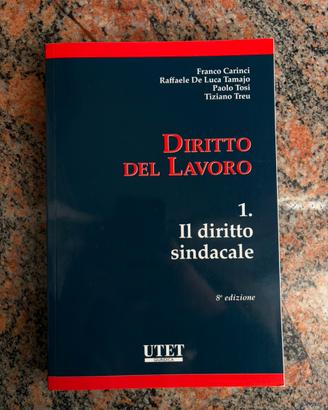 Franco Carinci
Raffaele De Luca Tamajo
Paolo Tosi
Tiziano Treu
DIRITTO
DEL LAVORO
1.
Il diritto
sindacale
8ª edizione
UTET
GIURIDICA